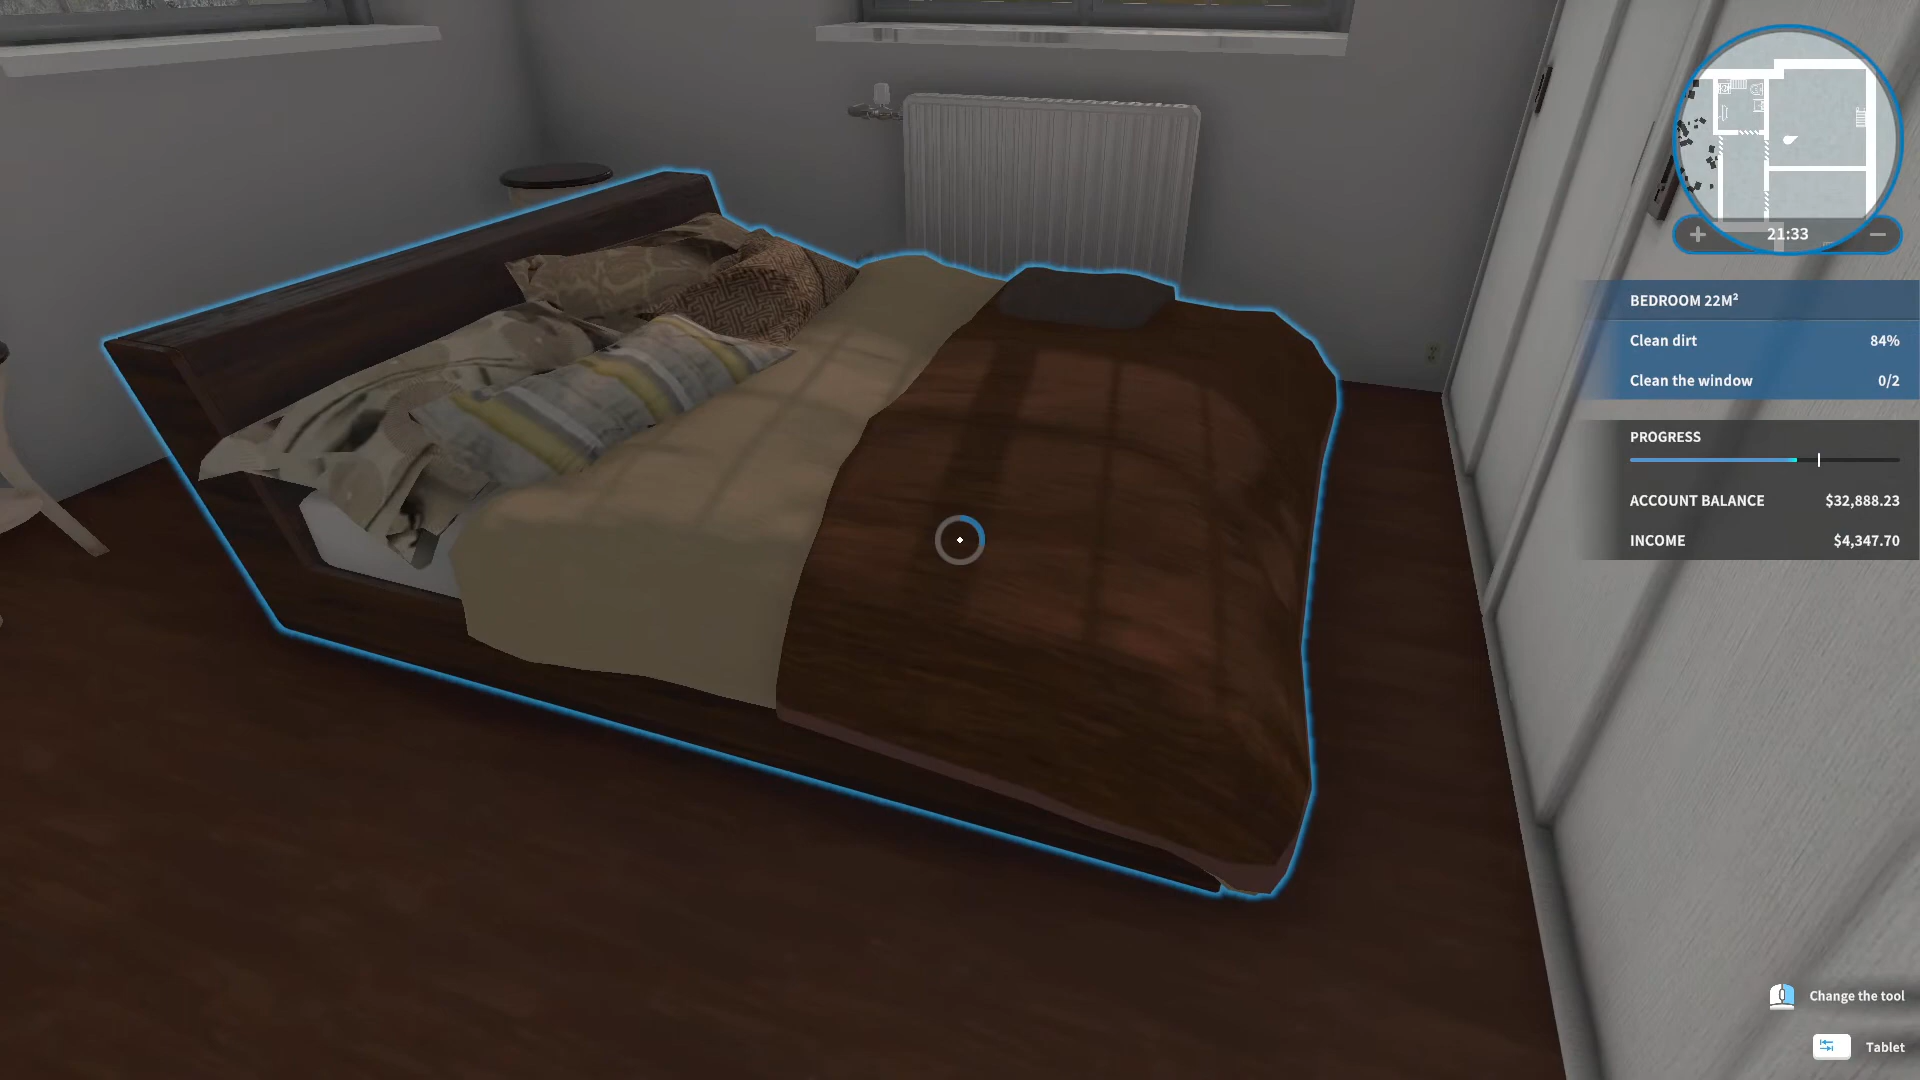 21:33
BEDROOM 22M²
Clean dirt 84%
Clean the window 0/2
PROGRESS
ACCOUNT BALANCE $32,888.23
INCOME $4,347.70
Change the tool
Tablet